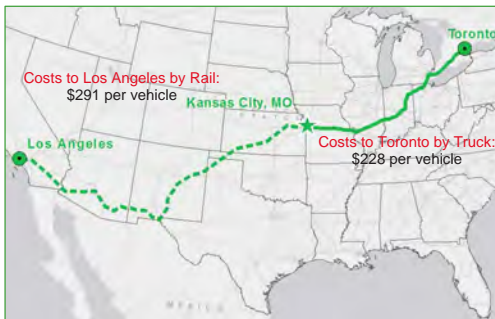 Toronto
Costs to Los Angeles by Rail:
$291 per vehicle
Kansas City, MO
Costs to Toronto by Truck:
$228 per vehicle
Los Angeles